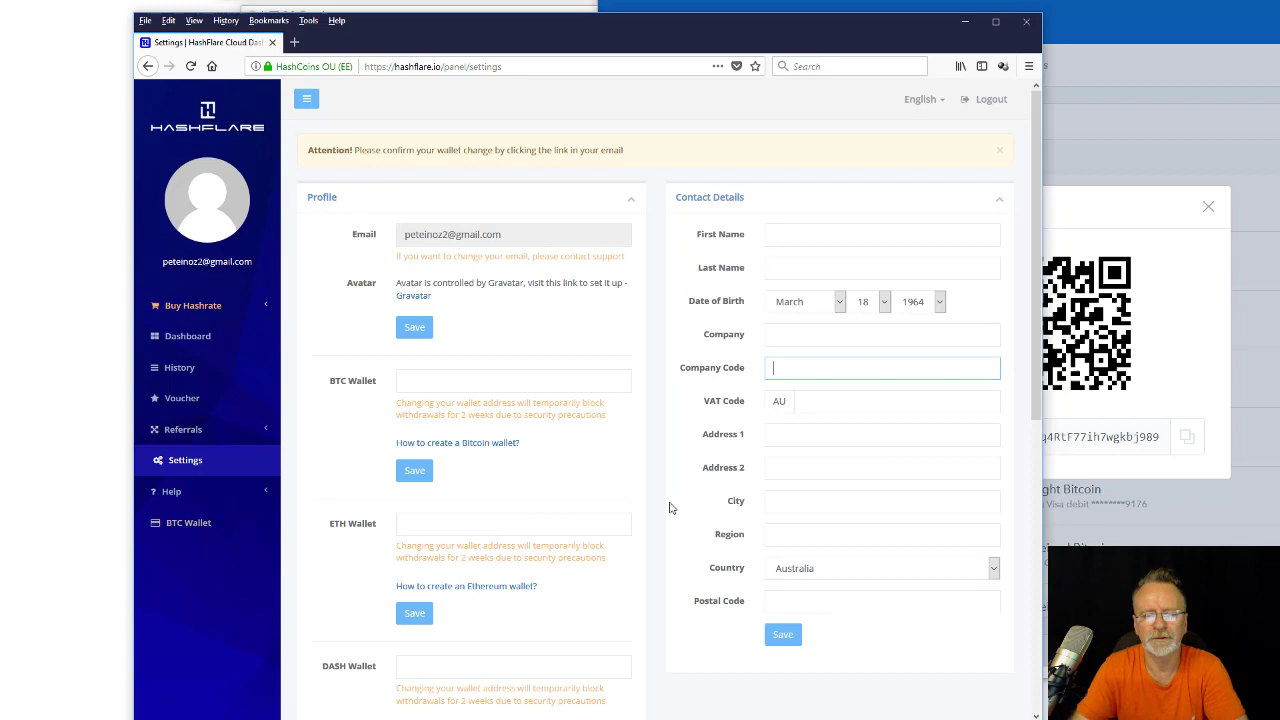 File Edit View History Bookmarks Tools Help
Settings | HashFlare Cloud Das
HashCoins OU (EE) https://hashflare.io/panel/settings Search
HASHFLARE
peteinoz2@gmail.com
Buy Hashrate
Dashboard
History
Voucher
Referrals
Settings
Help
BTC Wallet
English Logout
Attention! Please confirm your wallet change by clicking the link in your email
Profile
Email peteinoz2@gmail.com
If you want to change your email, please contact support
Avatar Avatar is controlled by Gravatar, visit this link to set it up -
Gravatar
Save
BTC Wallet
Changing your wallet address will temporarily block
withdrawals for 2 weeks due to security precautions
How to create a Bitcoin wallet?
Save
ETH Wallet
Changing your wallet address will temporarily block
withdrawals for 2 weeks due to security precautions
How to create an Ethereum wallet?
Save
DASH Wallet
Changing your wallet address will temporarily block
withdrawals for 2 weeks due to security precautions
Contact Details
First Name
Last Name
Date of Birth March 18 1964
Company
Company Code
VAT Code AU
Address 1
Address 2
City
Region
Country Australia
Postal Code
Save
q4RtF77ih7wgkbj989
ght Bitcoin
Visa debit ********9176